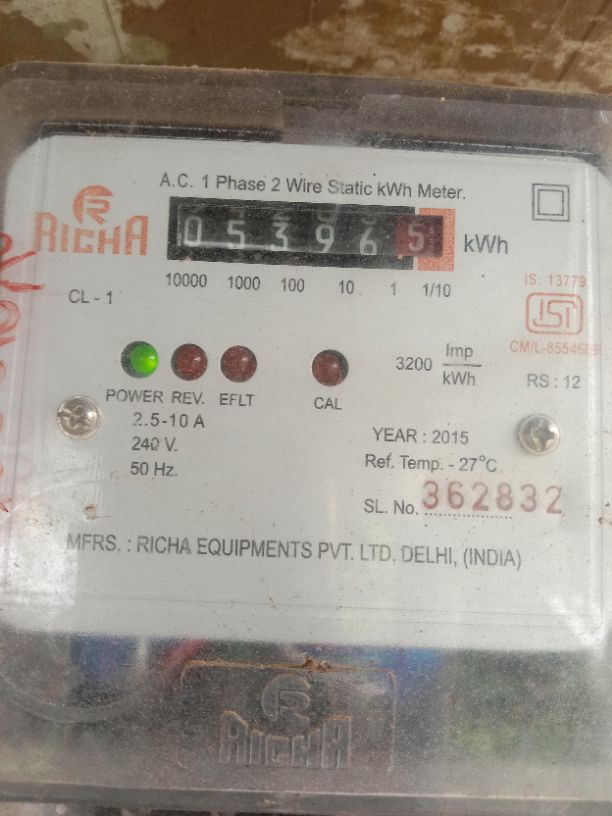 A.C. 1 Phase 2 Wire Static kWh Meter.
RICHA
053965 kWh
10000 1000 100 10 1 1/10
CL - 1
IS: 13779
ISI
3200 Imp/kWh
RS : 12
POWER REV. EFLT CAL
2.5-10 A
240 V.
50 Hz.
YEAR : 2015
Ref. Temp. - 27°C
SL. No. 362832
MFRS. : RICHA EQUIPMENTS PVT. LTD. DELHI, (INDIA)
RICHA